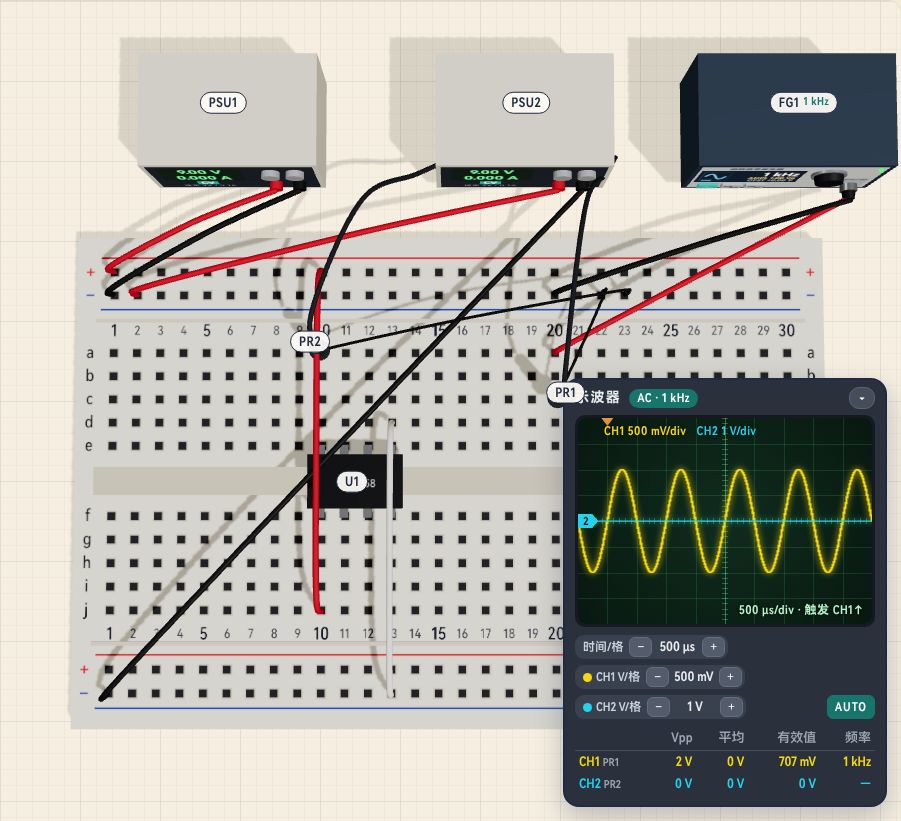 PSU1
PSU2
FG1 1 kHz
9.00 V
0.000 A
9.00 V
0.000 A
1 kHz
+ +
− −
1 2 3 4 5 6 7 8 9 0 11 12 13 14 15 16 17 18 19 20 21 22 23 24 25 26 27 28 29 30
PR2
a a
b
c
d
e
PR1 示波器 AC · 1 kHz
CH1 500 mV/div CH2 1 V/div
U1 58
2
f
g
h
i
j
500 µs/div · 触发 CH1↑
1 2 3 4 5 6 7 8 9 10 11 12 13 14 15 16 17 18 19 20
+
−
时间/格 − 500 µs +
CH1 V/格 − 500 mV +
CH2 V/格 − 1 V + AUTO
Vpp 平均 有效值 频率
CH1 PR1 2 V 0 V 707 mV 1 kHz
CH2 PR2 0 V 0 V 0 V —